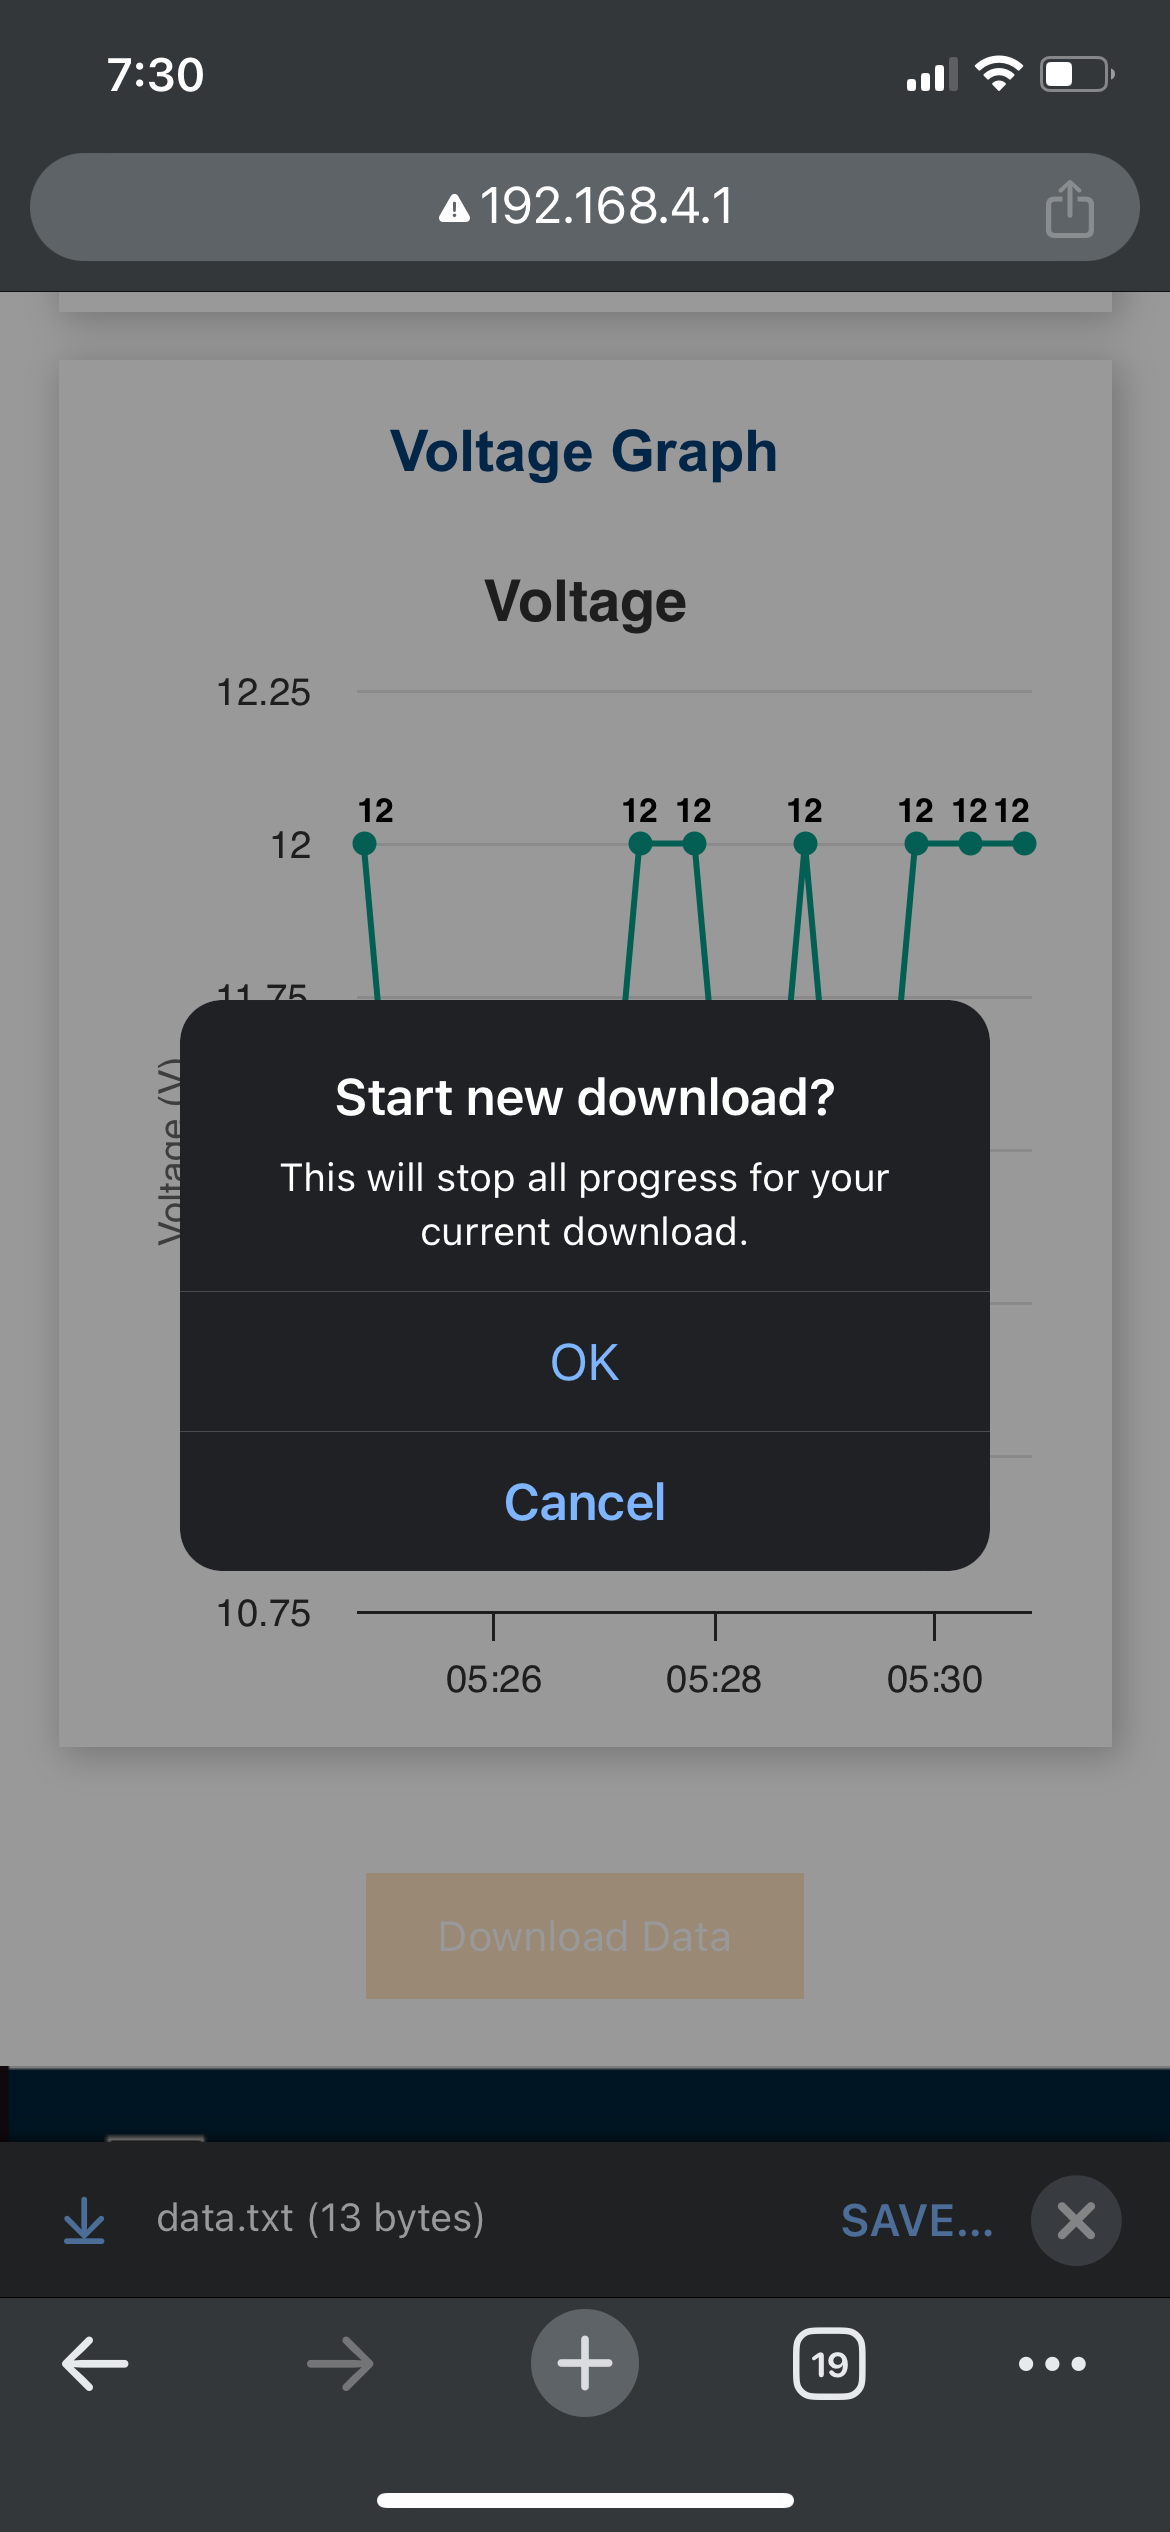 7:30
192.168.4.1
Voltage Graph
Voltage
12.25
12 12 12 12 12 12 12
12
11.75
Voltage (V)
Start new download?
This will stop all progress for your
current download.
OK
Cancel
10.75
05:26 05:28 05:30
Download Data
data.txt (13 bytes) SAVE...
19